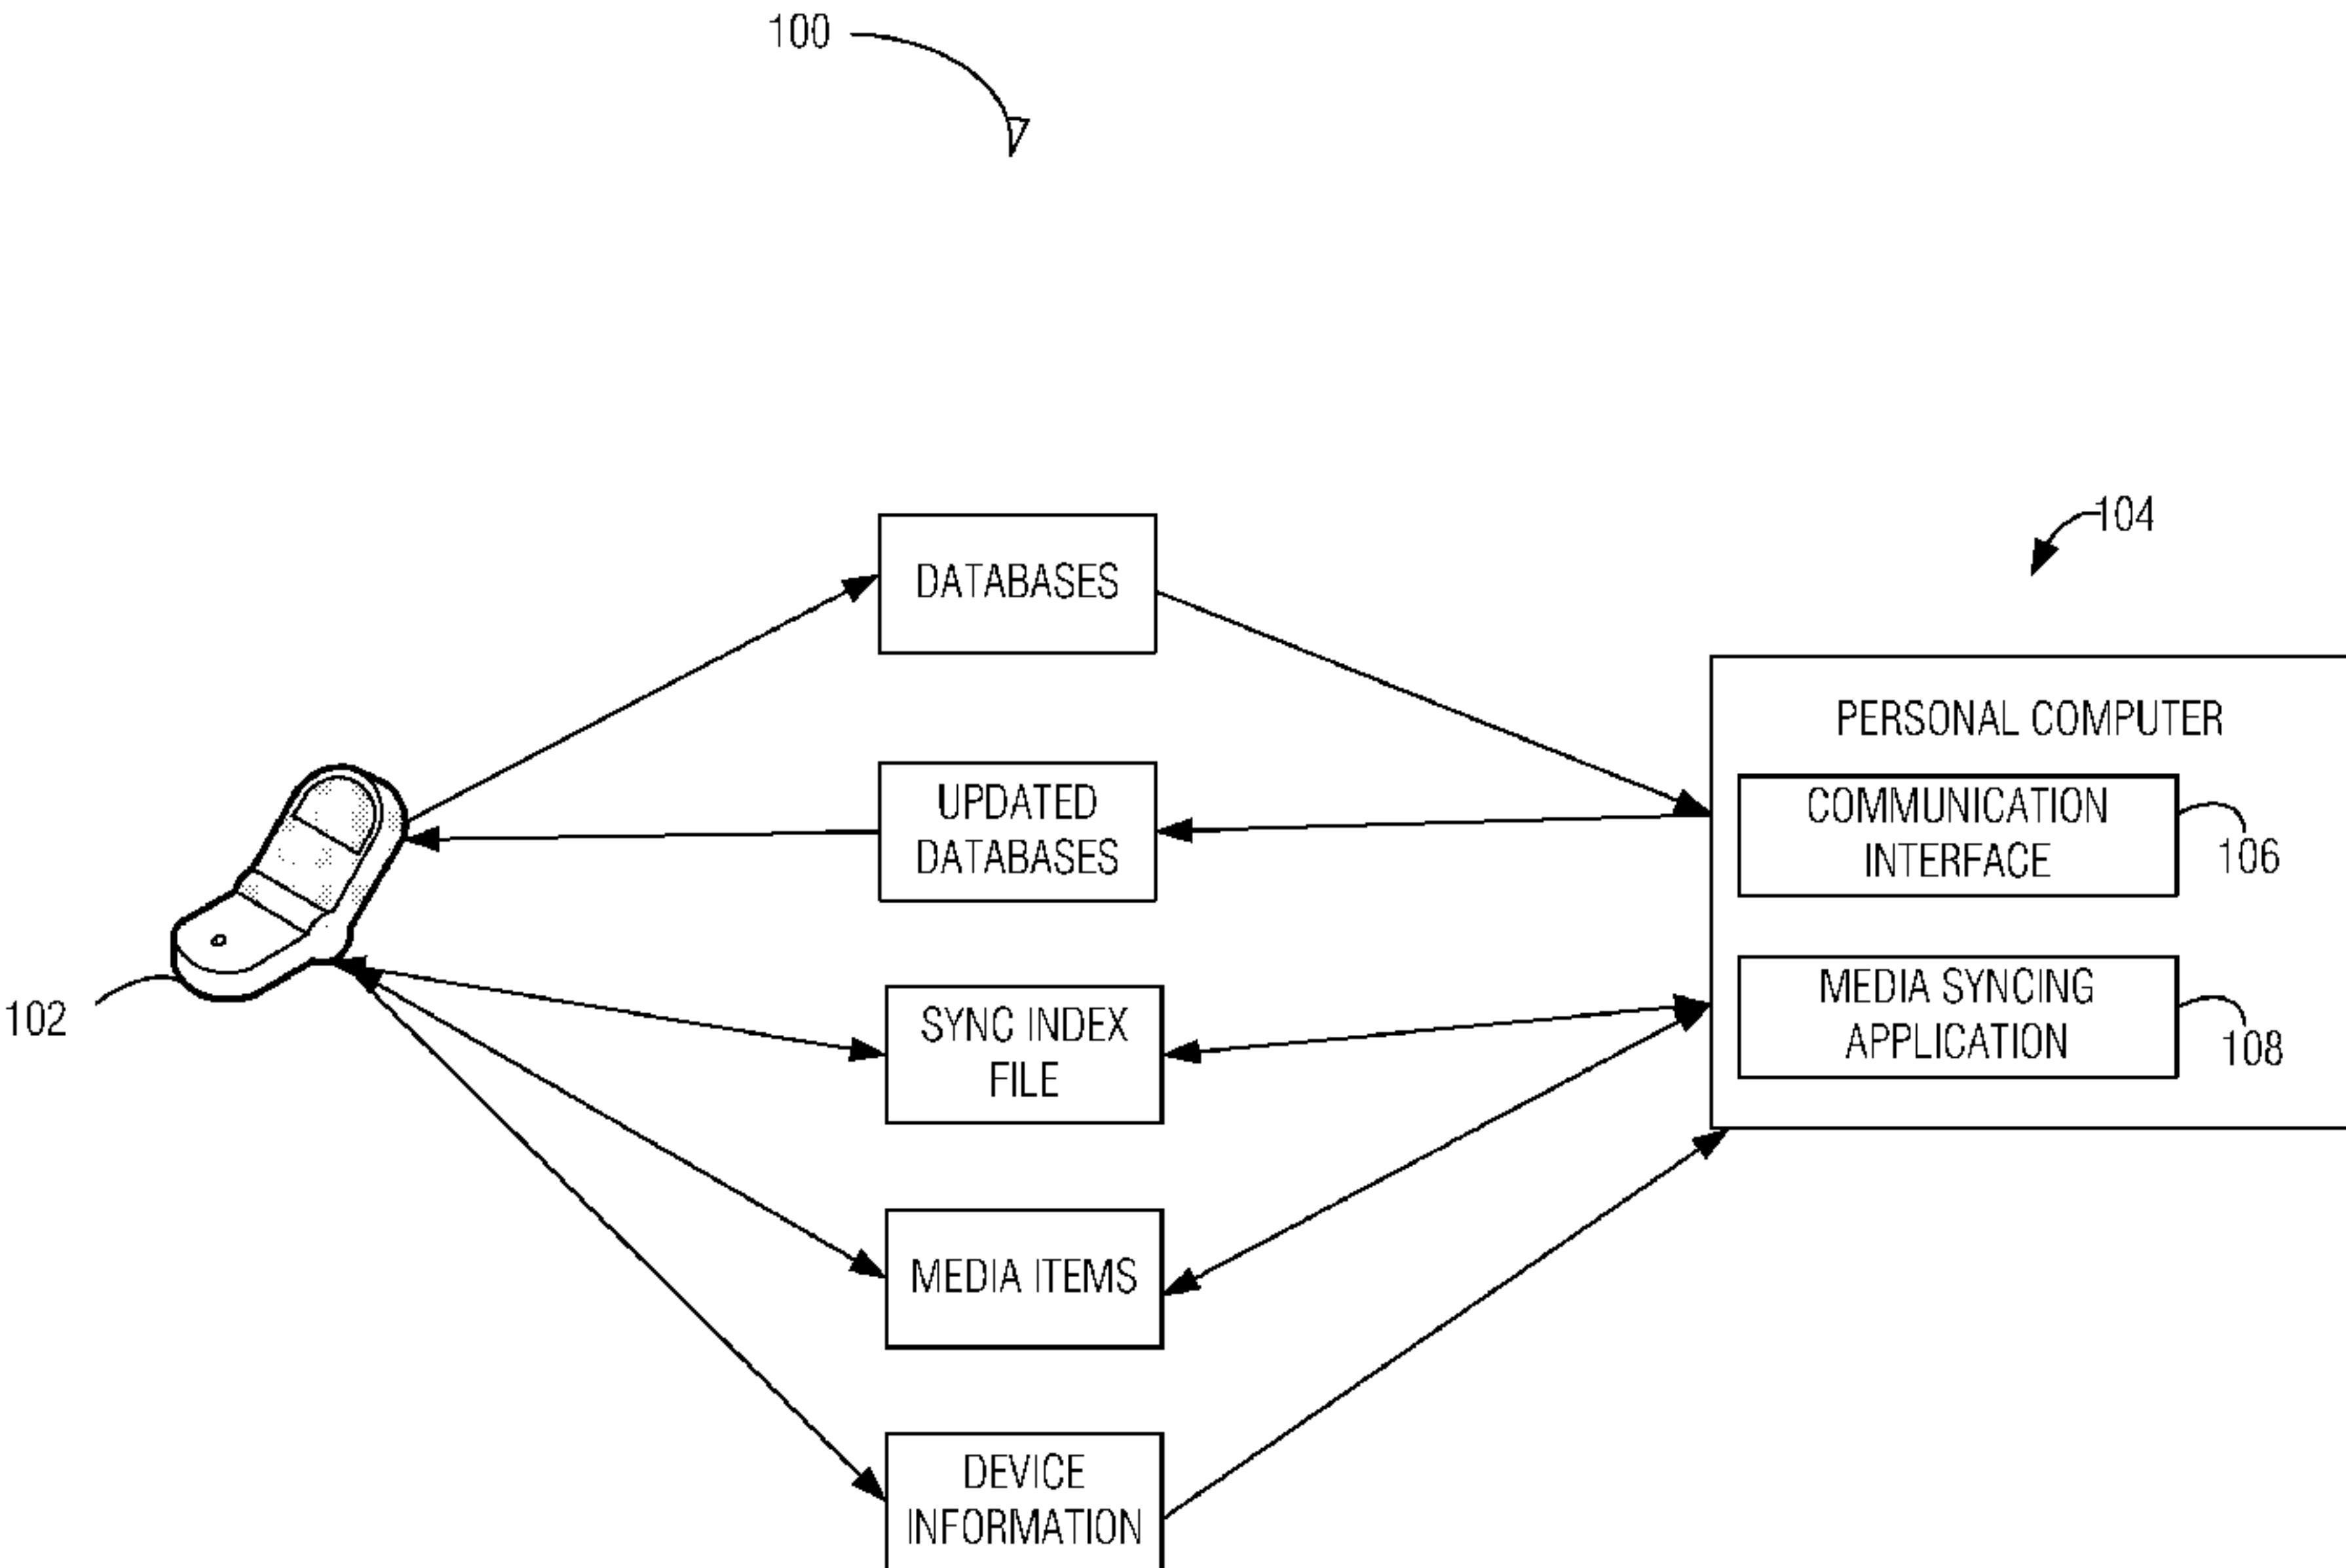 100
104
DATABASES
PERSONAL COMPUTER
UPDATED
DATABASES
COMMUNICATION
INTERFACE
106
102
SYNC INDEX
FILE
MEDIA SYNCING
APPLICATION
108
MEDIA ITEMS
DEVICE
INFORMATION